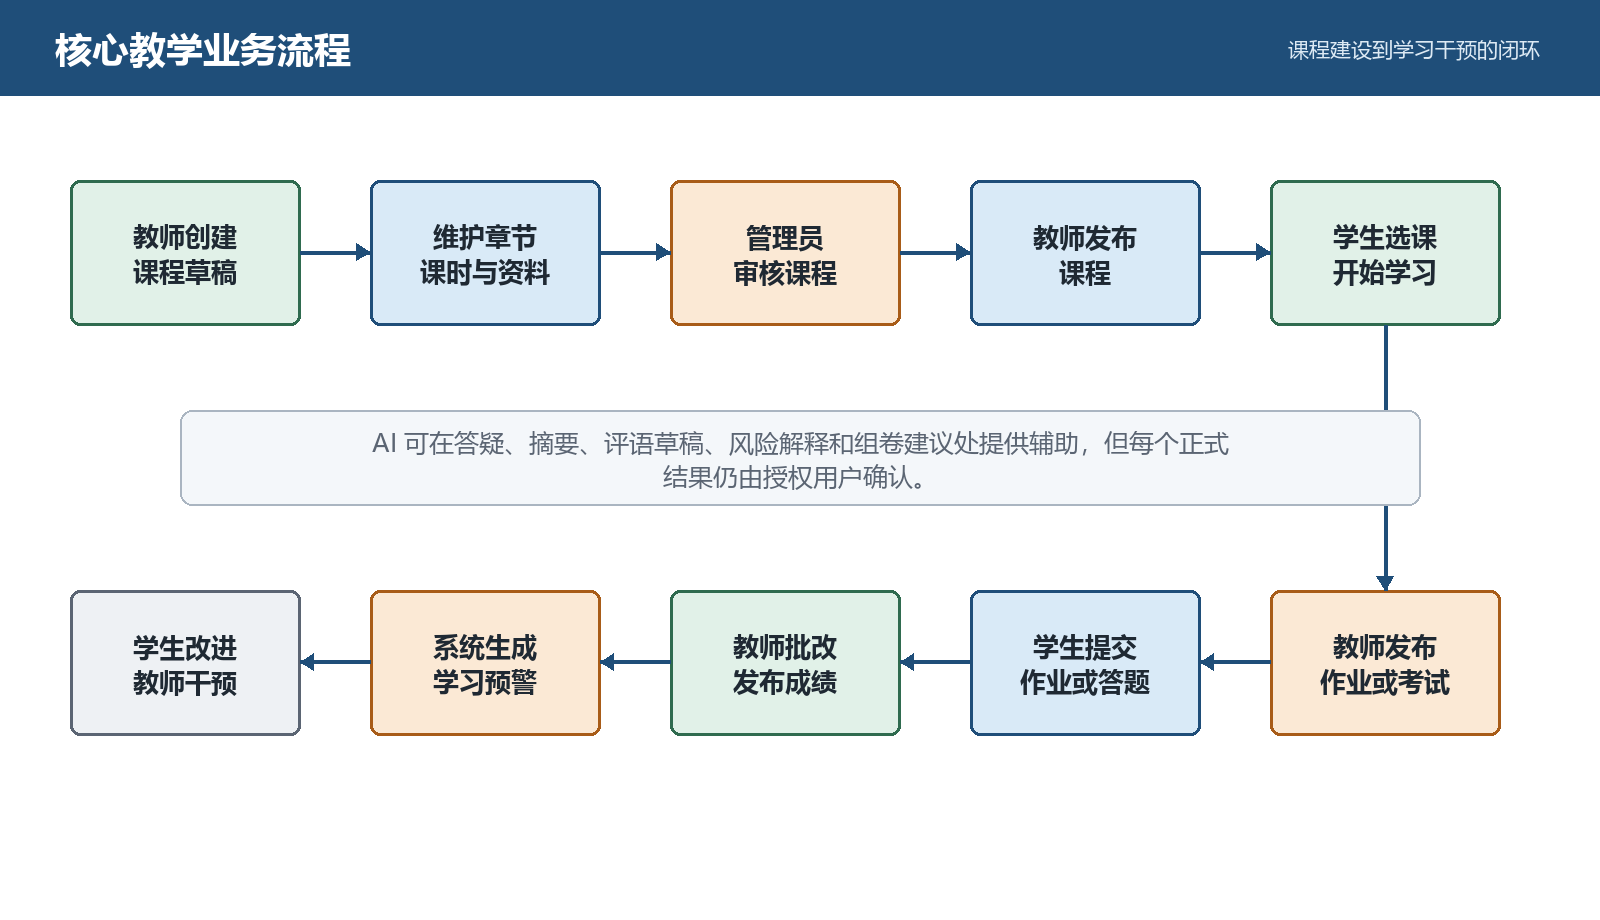 核心教学业务流程
课程建设到学习干预的闭环
教师创建
课程草稿
维护章节
课时与资料
管理员
审核课程
教师发布
课程
学生选课
开始学习
AI 可在答疑、摘要、评语草稿、风险解释和组卷建议处提供辅助，但每个正式
结果仍由授权用户确认。
教师发布
作业或考试
学生提交
作业或答题
教师批改
发布成绩
系统生成
学习预警
学生改进
教师干预